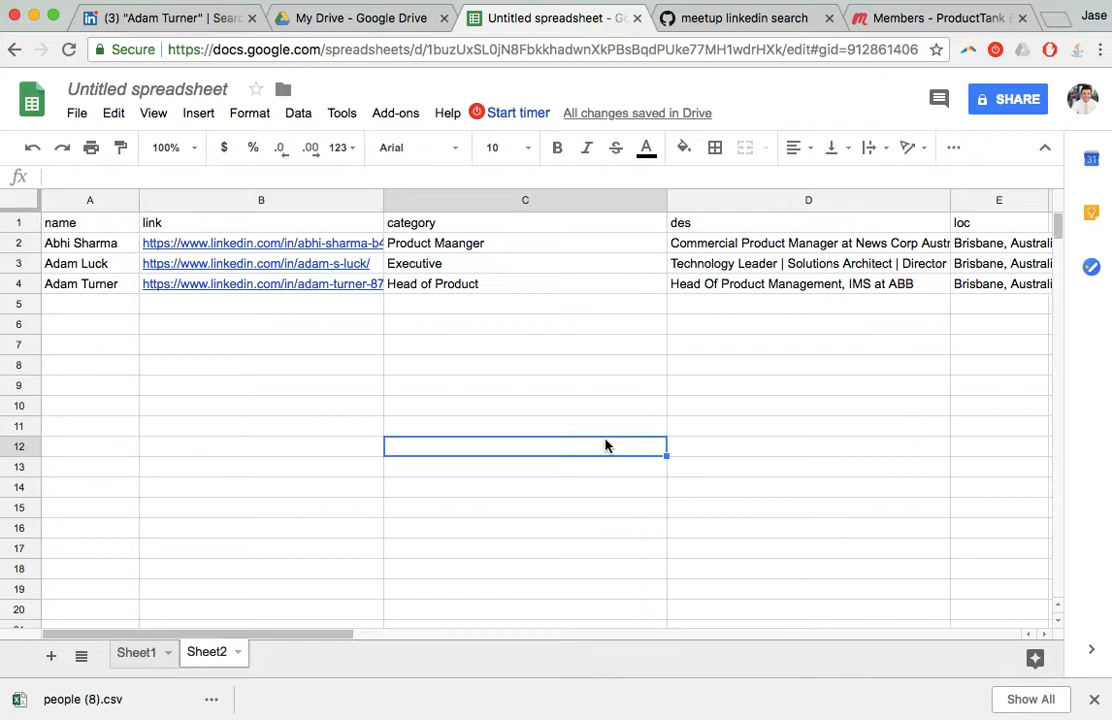 (3) "Adam Turner" | Searc
My Drive - Google Drive
Untitled spreadsheet - Go
meetup linkedin search
Members - ProductTank
Jase
Secure
https://docs.google.com/spreadsheets/d/1buzUxSL0jN8FbkkhadwnXkPBsBqdPUke77MH1wdrHXk/edit#gid=912861406
Untitled spreadsheet
SHARE
File Edit View Insert Format Data Tools Add-ons Help Start timer All changes saved in Drive
100% $ % .0 .00 123 Arial 10 B I S A
31
fx
A B C D E
1 name link category des loc
2 Abhi Sharma https://www.linkedin.com/in/abhi-sharma-b4 Product Maanger Commercial Product Manager at News Corp Austr Brisbane, Australi
3 Adam Luck https://www.linkedin.com/in/adam-s-luck/ Executive Technology Leader | Solutions Architect | Director Brisbane, Australi
4 Adam Turner https://www.linkedin.com/in/adam-turner-87 Head of Product Head Of Product Management, IMS at ABB Brisbane, Australi
5
6
7
8
9
10
11
12
13
14
15
16
17
18
19
20
Sheet1 Sheet2
people (8).csv
Show All